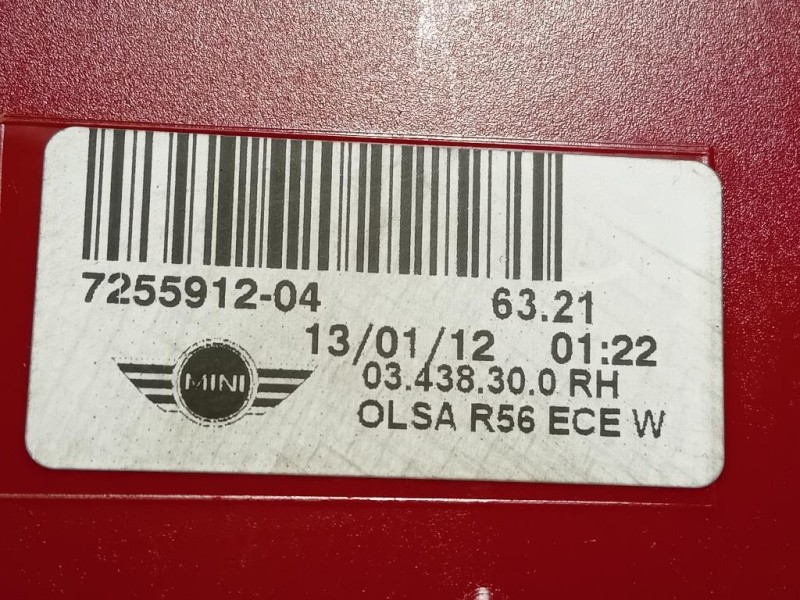 7255912-04 63.21
13/01/12 01:22
MINI 03.438.30.0 RH
OLSA R56 ECE W